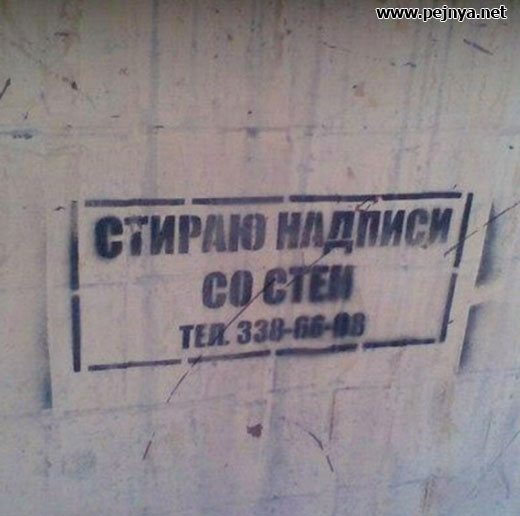 www.pejnya.net
СТИРАЮ НАДПИСИ
СО СТЕН
ТЕЛ. 338-66-08